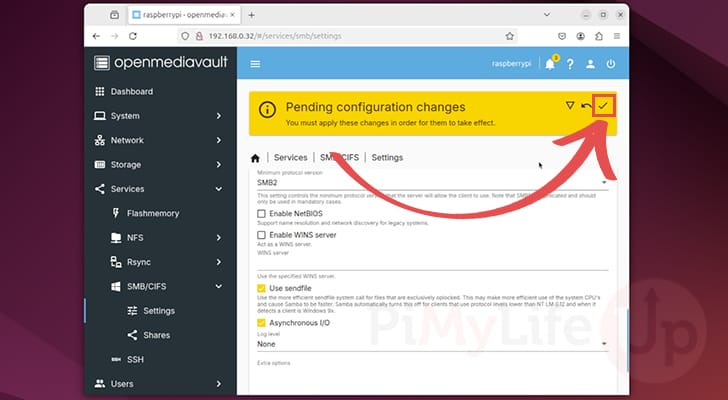 raspberrypi - openmediavault
192.168.0.32/#/services/smb/settings
openmediavault
raspberrypi
2
Dashboard
System
Network
Storage
Services
Flashmemory
NFS
Rsync
SMB/CIFS
Settings
Shares
SSH
Users
Pending configuration changes
You must apply these changes in order for them to take effect.
Services | SMB/CIFS | Settings
Minimum protocol version
SMB2
This setting controls the minimum protocol version that the server will allow the client to use. Note that SMB1 is deprecated and should
only be used in mandatory cases.
Enable NetBIOS
Support name resolution and network discovery for legacy systems.
Enable WINS server
Act as a WINS server.
WINS server
Use the specified WINS server.
Use sendfile
Use the more efficient sendfile system call for files that are exclusively oplocked. This may make more efficient use of the system CPU's
and cause Samba to be faster. Samba automatically turns this off for clients that use protocol levels lower than NT LM 0.12 and when it
detects a client is Windows 9x.
Asynchronous I/O
Log level
None
Extra options
PiMyLifeUp